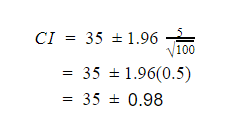 CI = 35 ± 1.96 5/√100
= 35 ± 1.96(0.5)
= 35 ± 0.98